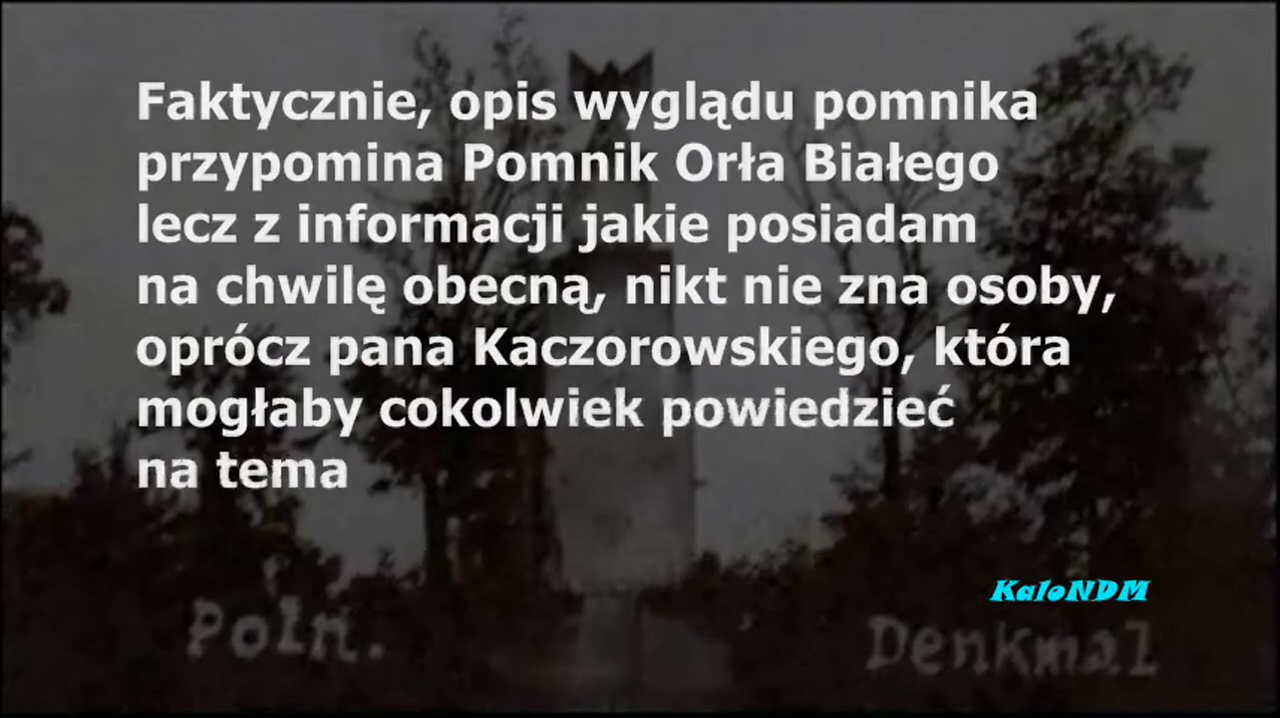 Faktycznie, opis wyglądu pomnika
przypomina Pomnik Orła Białego
lecz z informacji jakie posiadam
na chwilę obecną, nikt nie zna osoby,
oprócz pana Kaczorowskiego, która
mogłaby cokolwiek powiedzieć
na tema
KaloNDM
Poln. Denkmal